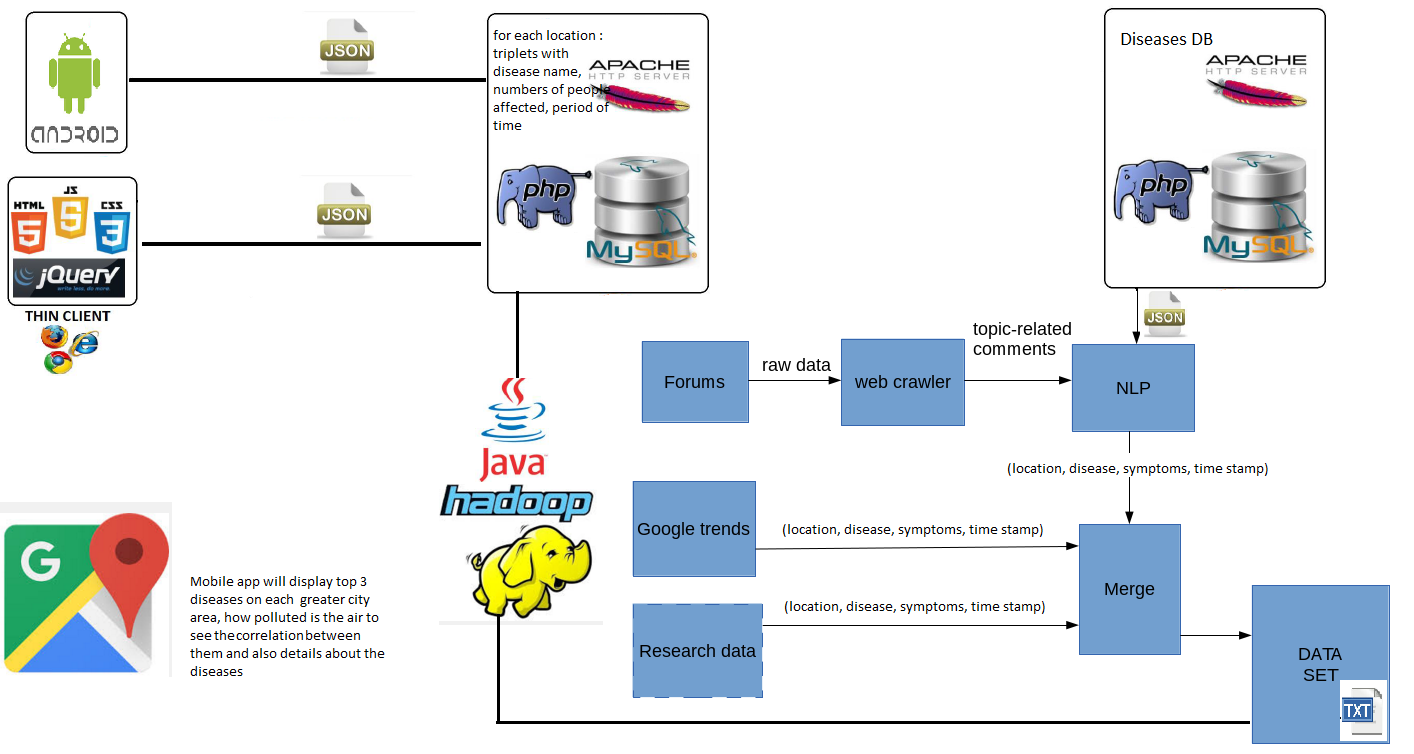 ANDROID
JSON
for each location :
triplets with
disease name,
numbers of people
affected, period of
time
APACHE
HTTP SERVER
php
MySQL
Diseases DB
APACHE
HTTP SERVER
php
MySQL®
JS
HTML
CSS
5
5
3
jQuery
write less, do more.
THIN CLIENT
JSON
JSON
Forums
raw data
web crawler
topic-related
comments
NLP
(location, disease, symptoms, time stamp)
Java™
hadoop
Google trends
(location, disease, symptoms, time stamp)
Merge
Research data
(location, disease, symptoms, time stamp)
DATA
SET
TXT
G
Mobile app will display top 3
diseases on each greater city
area, how polluted is the air to
see the correlation between
them and also details about the
diseases